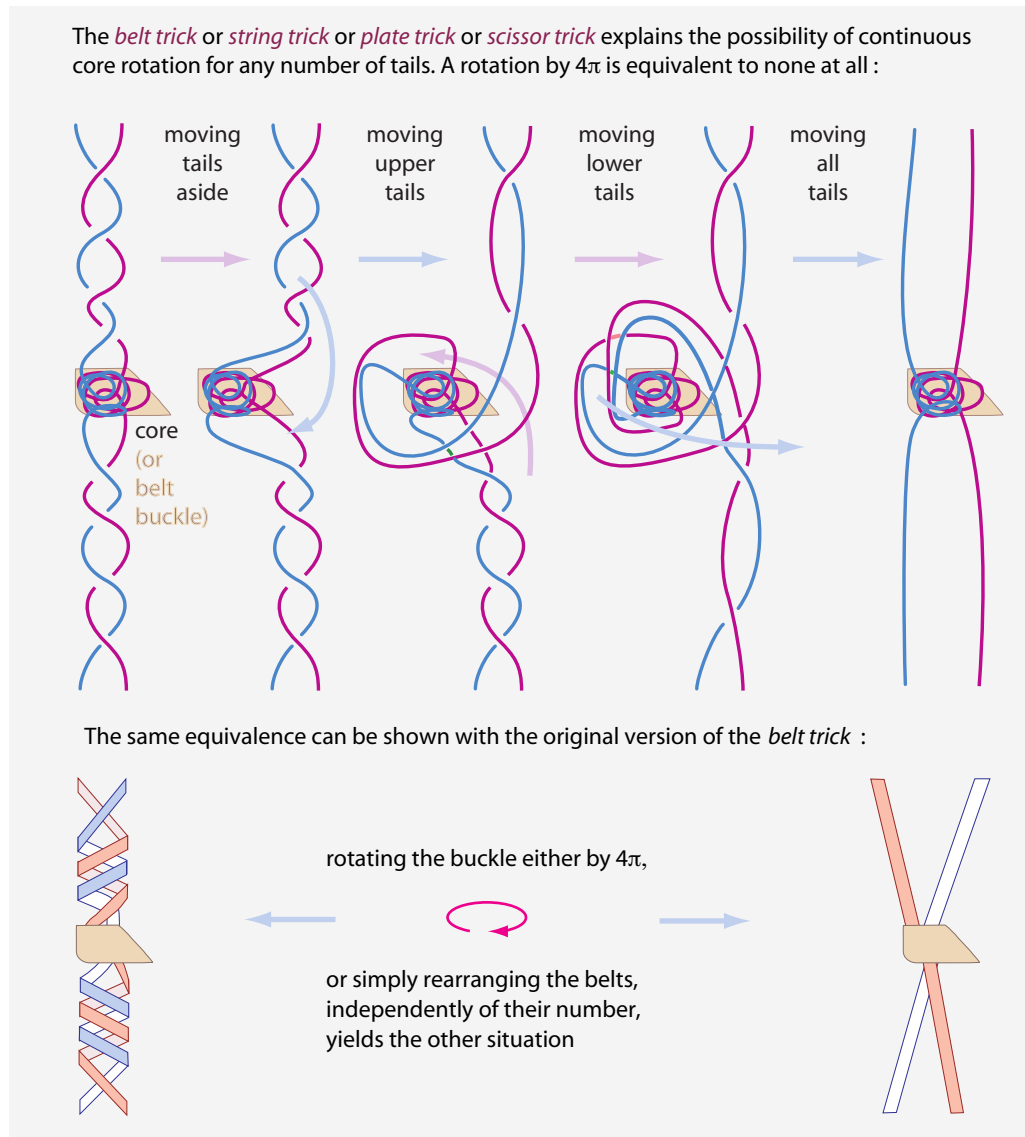 The belt trick or string trick or plate trick or scissor trick explains the possibility of continuous
core rotation for any number of tails. A rotation by 4π is equivalent to none at all :
moving
tails
aside
moving
upper
tails
moving
lower
tails
moving
all
tails
core
(or
belt
buckle)
The same equivalence can be shown with the original version of the belt trick :
rotating the buckle either by 4π,
or simply rearranging the belts,
independently of their number,
yields the other situation